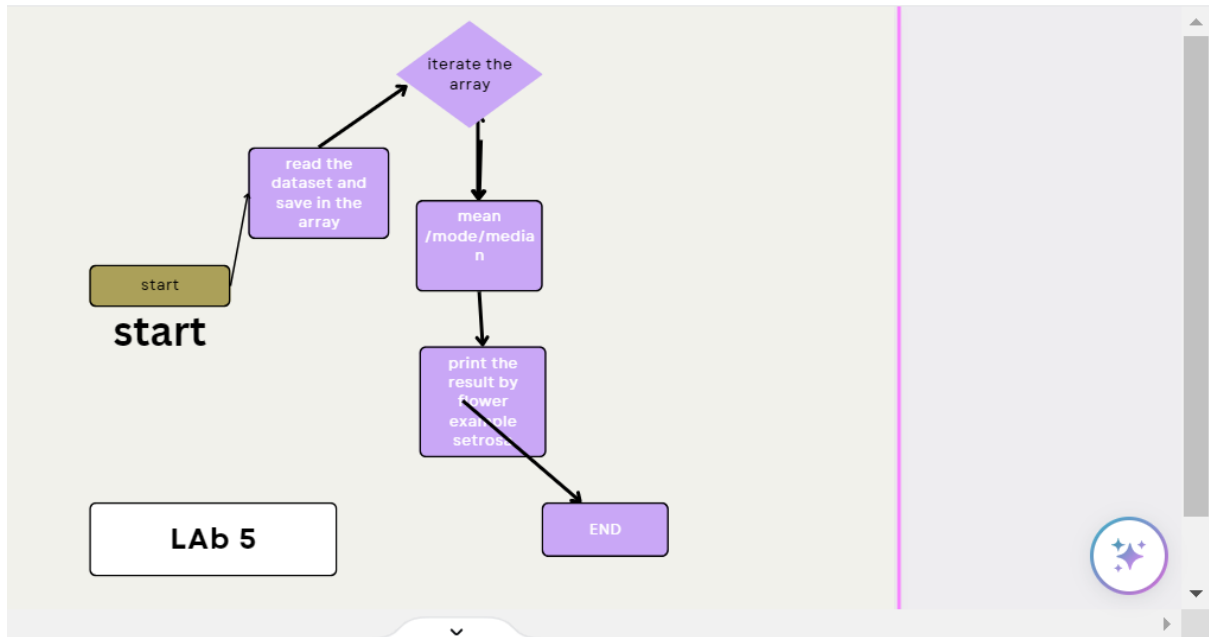 iterate the
array
read the
dataset and
save in the
array
mean
/mode/media
n
start
start
print the
result by
flower
example
setrosa
LAb 5
END